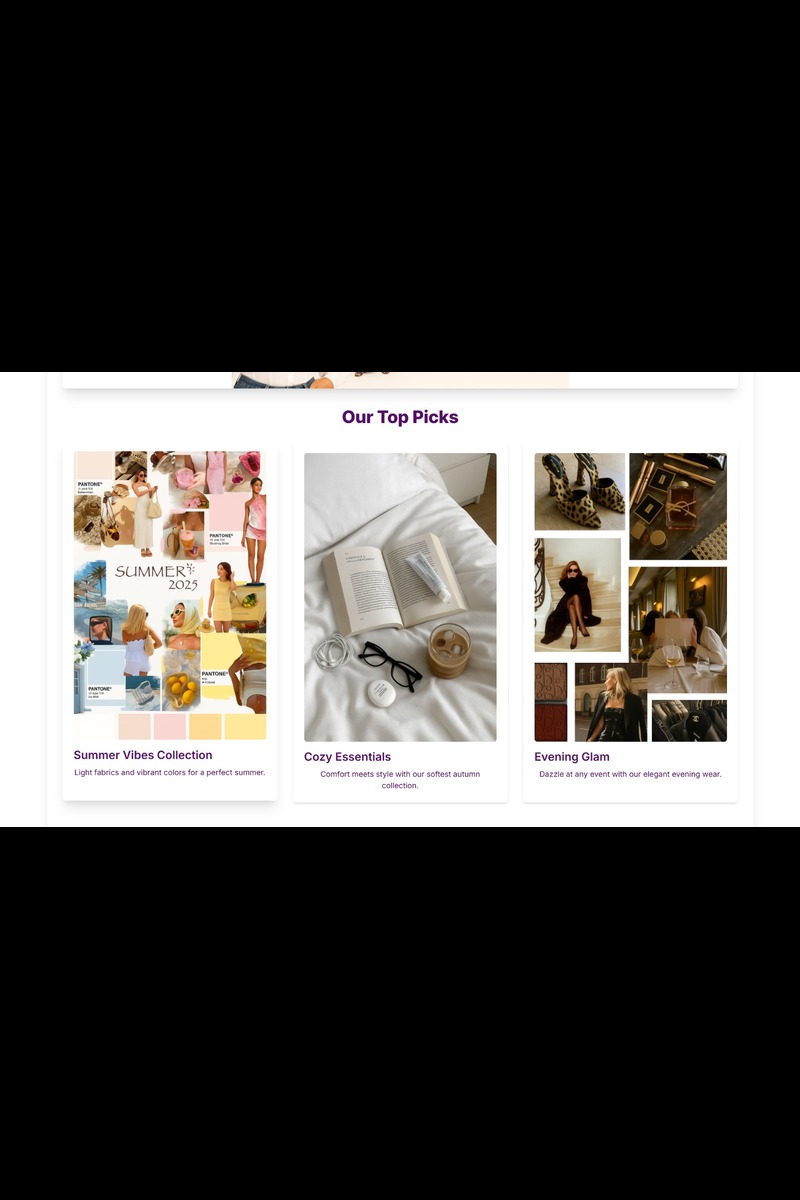 Our Top Picks
PANTONE®
PANTONE®
SUMMER
2025
PANTONE®
PANTONE®
Summer Vibes Collection
Light fabrics and vibrant colors for a perfect summer.
Cozy Essentials
Comfort meets style with our softest autumn
collection.
Evening Glam
Dazzle at any event with our elegant evening wear.